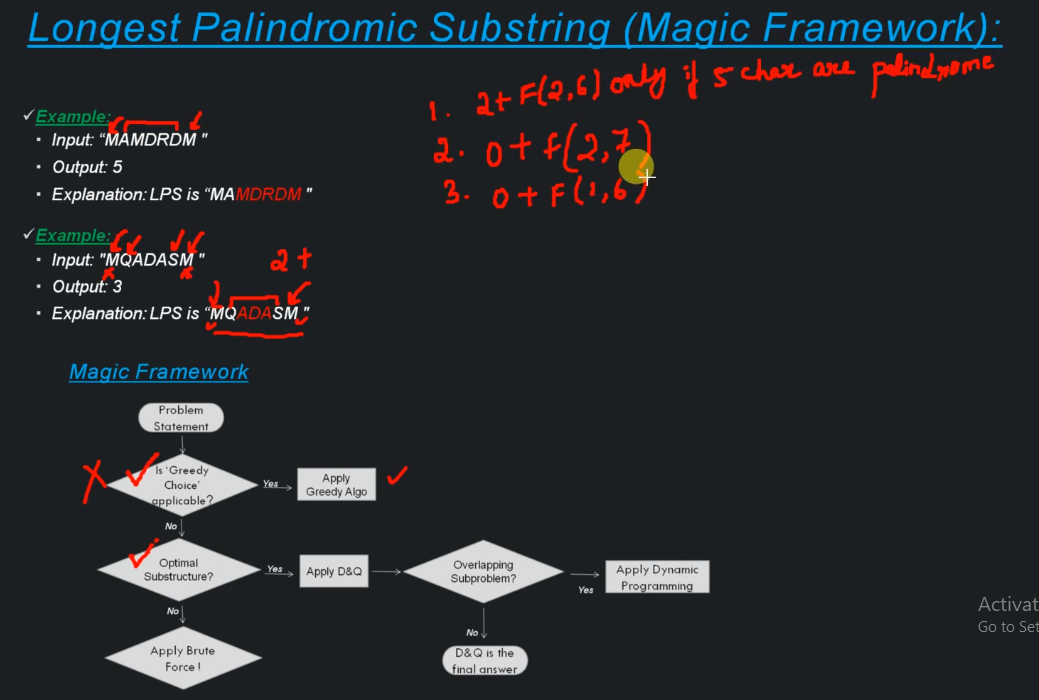 Longest Palindromic Substring (Magic Framework):
1. 2+ F(2,6) only if 5 char are palindrome
2. 0 + f(2,7)
3. 0 + F(1,6)
✓Example:
▪ Input: "MAMDRDM "
▪ Output: 5
▪ Explanation: LPS is "MAMDRDM "
✓Example:
▪ Input: "MQADASM "
2 +
▪ Output: 3
▪ Explanation: LPS is "MQADASM "
Magic Framework
Problem
Statement
Is 'Greedy
Choice'
applicable?
Yes
Apply
Greedy Algo
No
Optimal
Substructure?
Yes
Apply D&Q
Overlapping
Subproblem?
Yes
Apply Dynamic
Programming
No
Apply Brute
Force !
No
D&Q is the
final answer
Activat
Go to Set